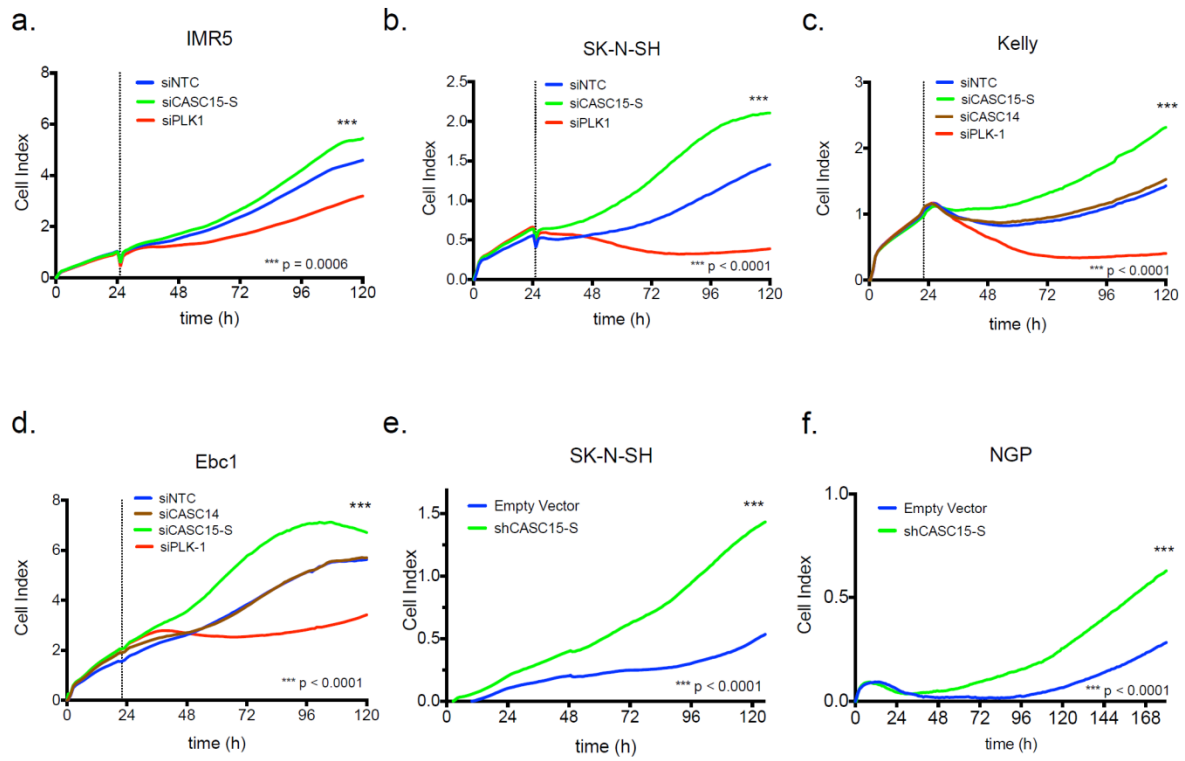 a.
IMR5
Cell Index
8
6
4
2
0
siNTC
siCASC15-S
siPLK1
***
*** p = 0.0006
0 24 48 72 96 120
time (h)
b.
SK-N-SH
Cell Index
2.5
2.0
1.5
1.0
0.5
0.0
siNTC
siCASC15-S
siPLK1
***
*** p < 0.0001
0 24 48 72 96 120
time (h)
c.
Kelly
Cell Index
3
2
1
0
siNTC
siCASC15-S
siCASC14
siPLK-1
***
*** p < 0.0001
0 24 48 72 96 120
time (h)
d.
Ebc1
Cell Index
8
6
4
2
0
siNTC
siCASC14
siCASC15-S
siPLK-1
***
*** p < 0.0001
0 24 48 72 96 120
time (h)
e.
SK-N-SH
Cell Index
1.5
1.0
0.5
0.0
Empty Vector
shCASC15-S
***
*** p < 0.0001
0 24 48 72 96 120
time (h)
f.
NGP
Cell Index
1.0
0.5
0.0
Empty Vector
shCASC15-S
***
*** p < 0.0001
0 24 48 72 96 120 144 168
time (h)